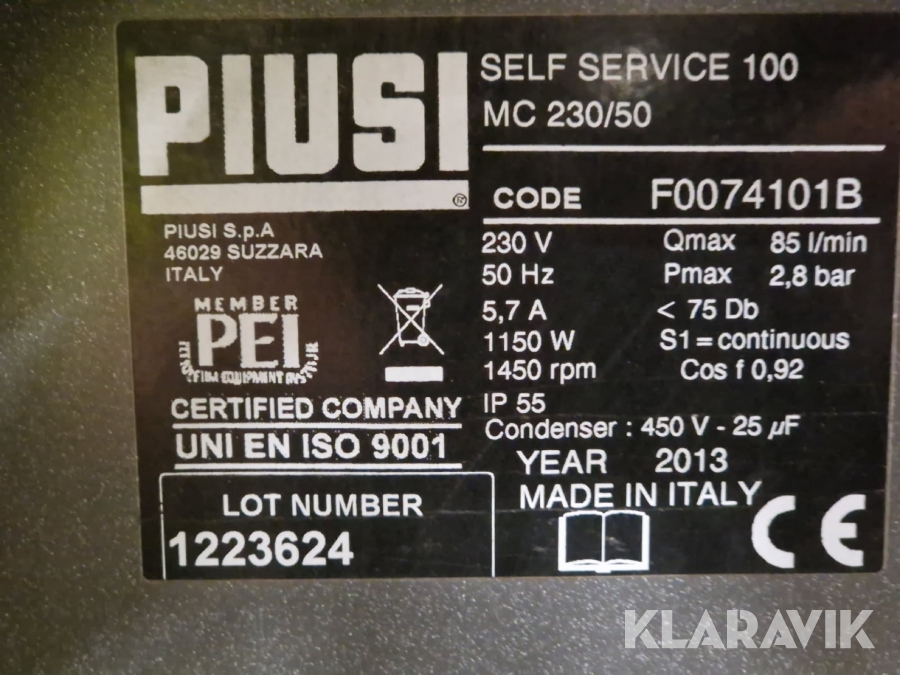 PIUSI
®
SELF SERVICE 100
MC 230/50
CODE F0074101B
PIUSI S.p.A
46029 SUZZARA
ITALY
230 V Qmax 85 l/min
50 Hz Pmax 2,8 bar
5,7 A < 75 Db
1150 W S1=continuous
1450 rpm Cos f 0,92
IP 55
Condenser : 450 V - 25 µF
YEAR 2013
MADE IN ITALY
CE
MEMBER
PEI
CERTIFIED COMPANY
UNI EN ISO 9001
LOT NUMBER
1223624
KLARAVIK